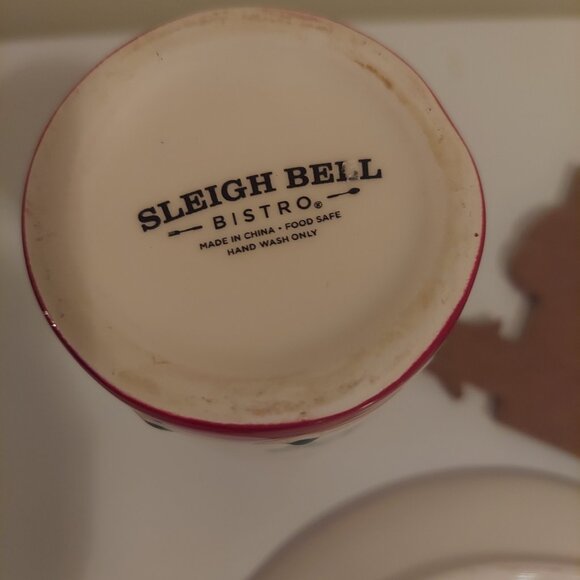 SLEIGH BELL
BISTRO®
MADE IN CHINA • FOOD SAFE
HAND WASH ONLY